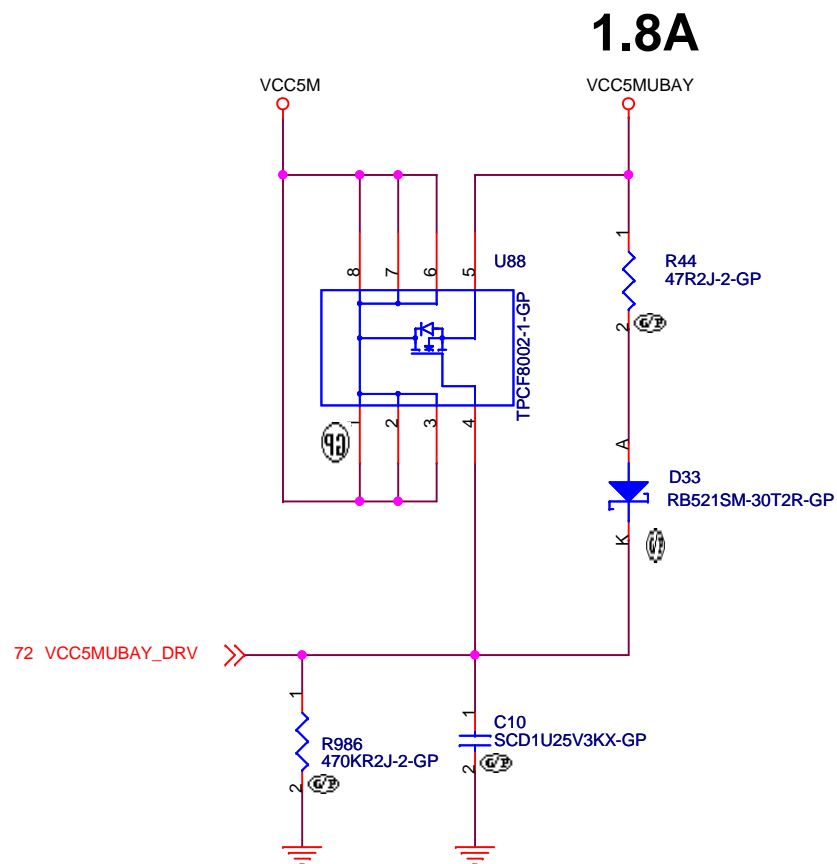 1.8A
VCC5M
VCC5MUBAY
8
7
6
5
U88
TPCF8002-1-GP
1
2
3
4
GP
1
R44
47R2J-2-GP
2
G/P
A
D33
RB521SM-30T2R-GP
K
G/P
72 VCC5MUBAY_DRV
1
R986
470KR2J-2-GP
2
G/P
1
C10
SCD1U25V3KX-GP
2
G/P